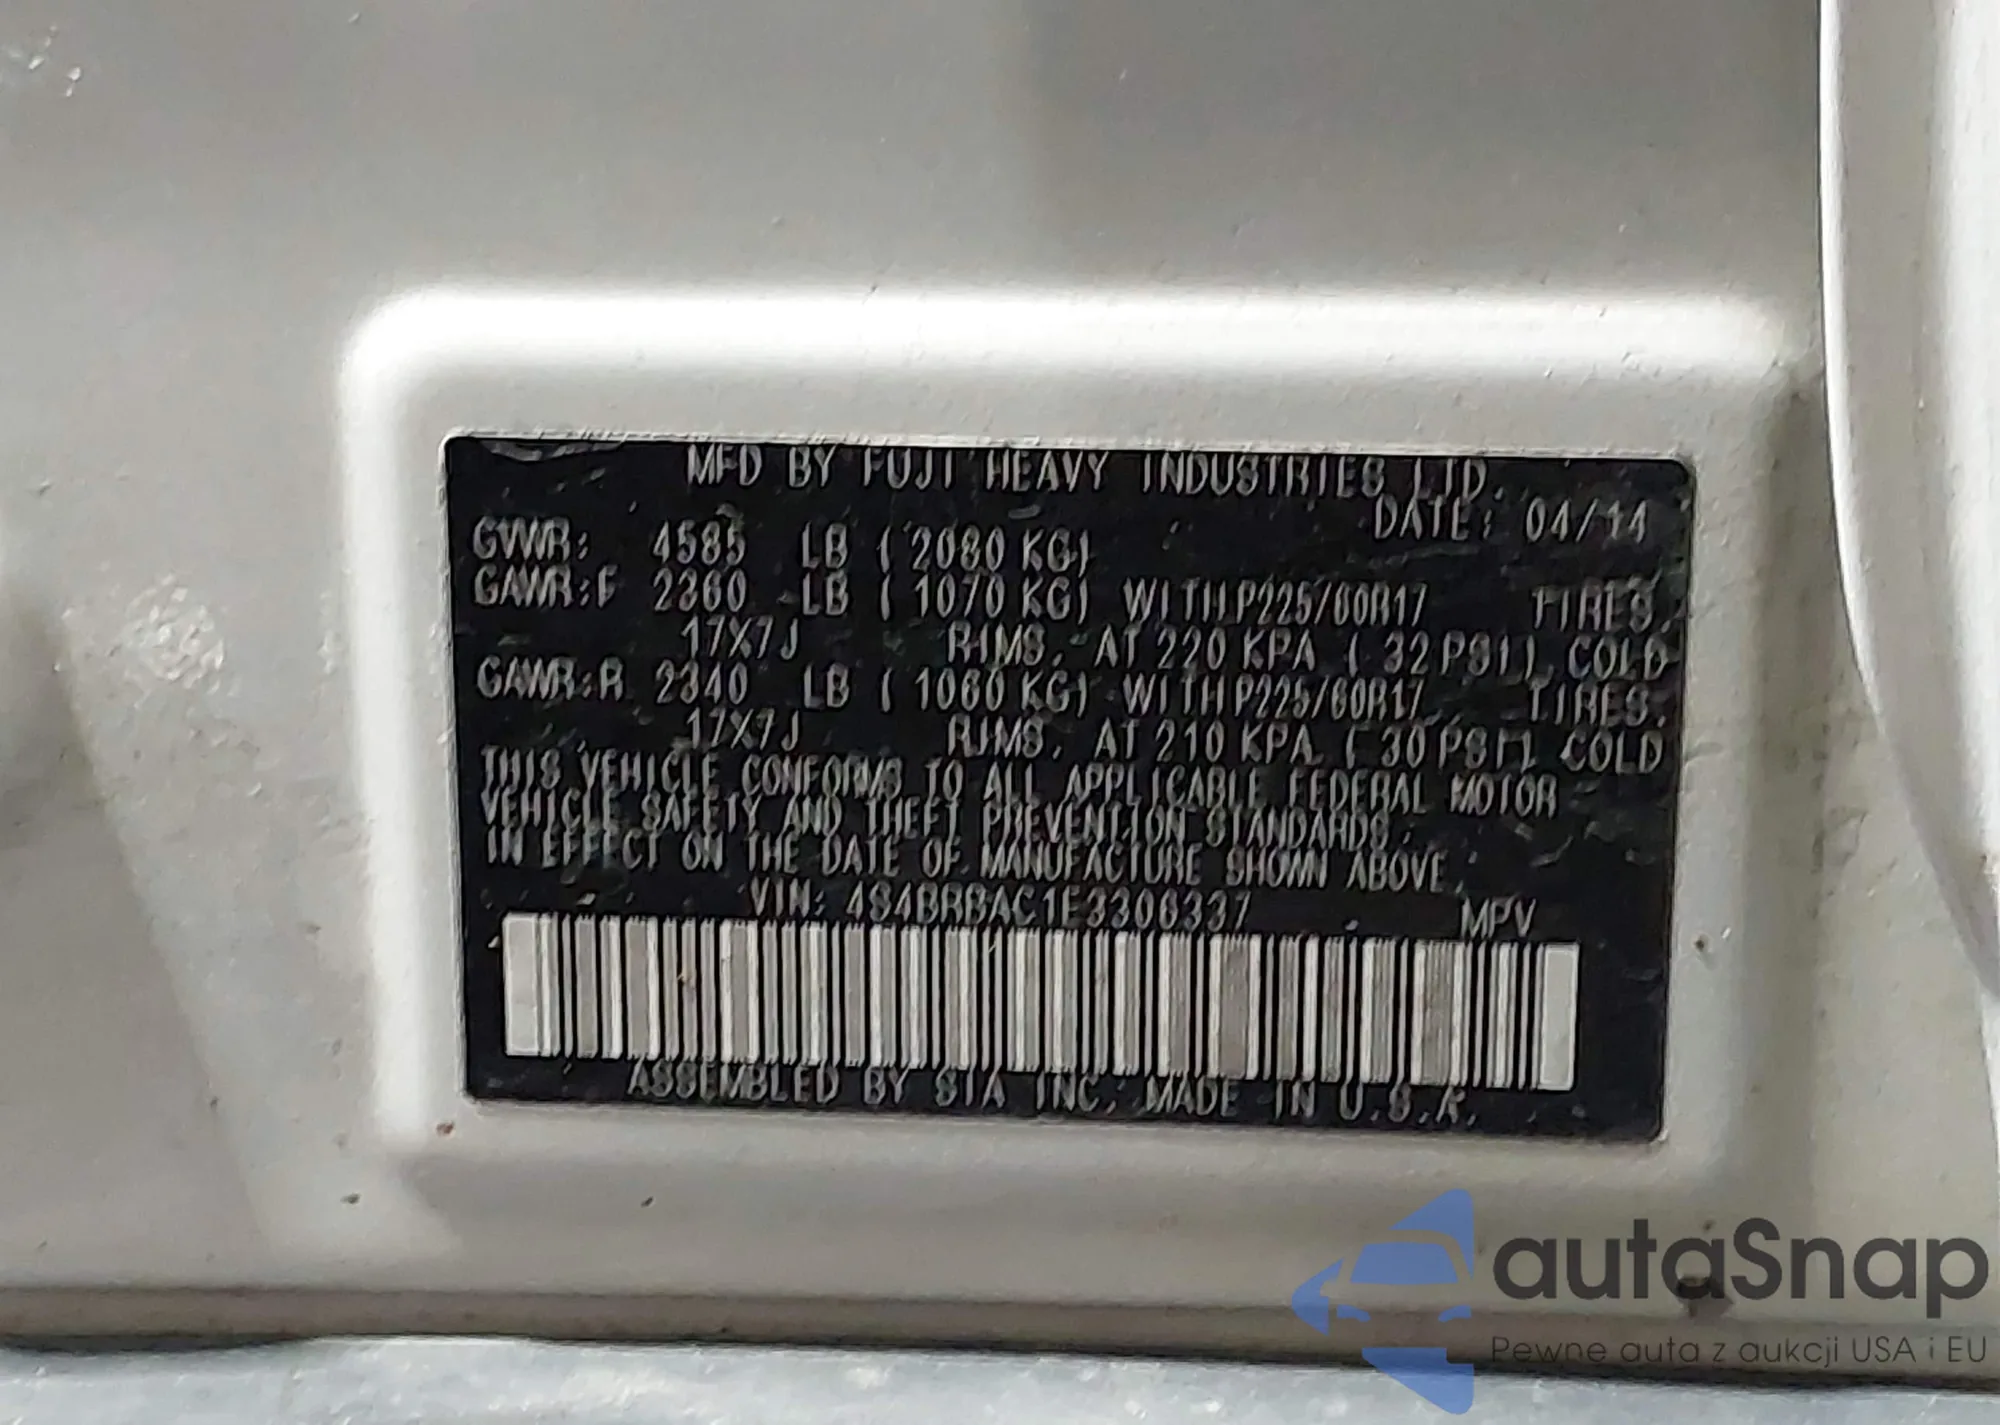 MFD BY FUJI HEAVY INDUSTRIES LTD.
DATE: 04/14
GVWR: 4585 LB ( 2080 KG)
GAWR:F 2360 LB ( 1070 KG) WITH P225/60R17 TIRES,
17X7J RIMS, AT 220 KPA ( 32 PSI) COLD
GAWR:R 2340 LB ( 1060 KG) WITH P225/60R17 TIRES,
17X7J RIMS, AT 210 KPA ( 30 PSI) COLD
THIS VEHICLE CONFORMS TO ALL APPLICABLE FEDERAL MOTOR
VEHICLE SAFETY AND THEFT PREVENTION STANDARDS
IN EFFECT ON THE DATE OF MANUFACTURE SHOWN ABOVE.
VIN: 4S4BRBAC1E3306337 MPV
ASSEMBLED BY SIA INC. MADE IN U.S.A.
autaSnap
Pewne auta z aukcji USA i EU